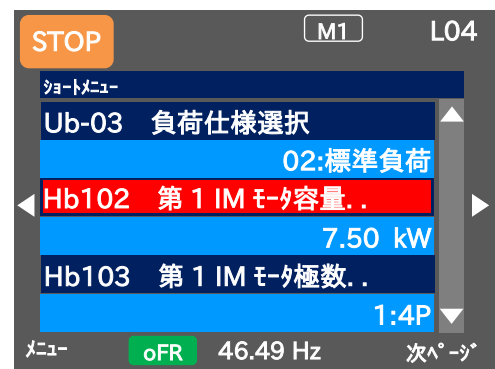 STOP M1 L04
ｼｮｰﾄﾒﾆｭｰ
Ub-03 負荷仕様選択
02:標準負荷
Hb102 第 1 IM ﾓｰﾀ容量. .
7.50 kW
Hb103 第 1 IM ﾓｰﾀ極数. .
1:4P
ﾒﾆｭｰ oFR 46.49 Hz 次ﾍﾟｰｼﾞ